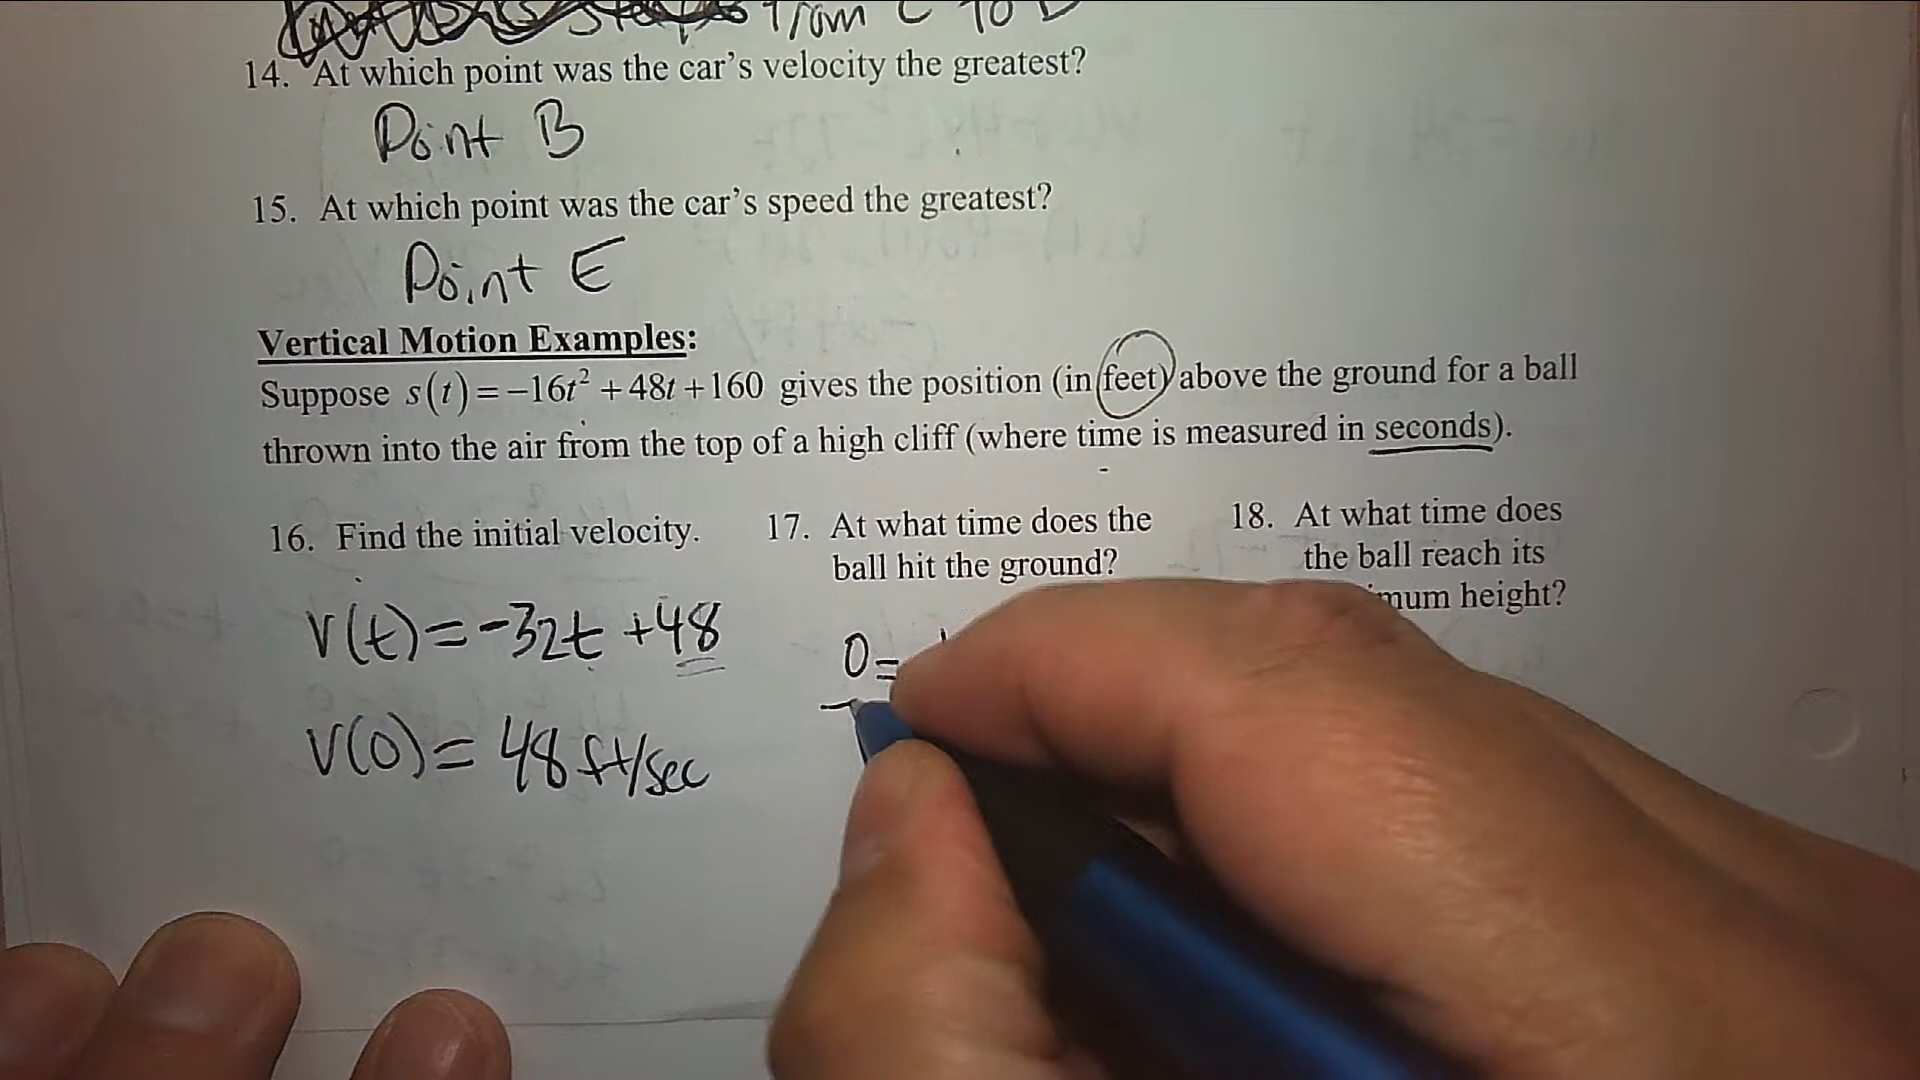 from C to D
14. At which point was the car's velocity the greatest?
Point B
15. At which point was the car's speed the greatest?
Point E
Vertical Motion Examples:
Suppose s(t) = −16t² + 48t + 160 gives the position (in feet) above the ground for a ball
thrown into the air from the top of a high cliff (where time is measured in seconds).
16. Find the initial velocity.
v(t) = -32t + 48
v(0) = 48 ft/sec
17. At what time does the
ball hit the ground?
0 =
18. At what time does
the ball reach its
mum height?